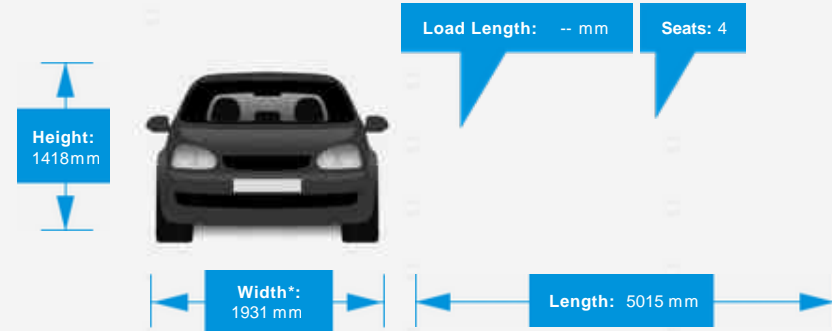 Load Length: -- mm
Seats: 4
Height:
1418mm
Width*:
1931 mm
Length: 5015 mm